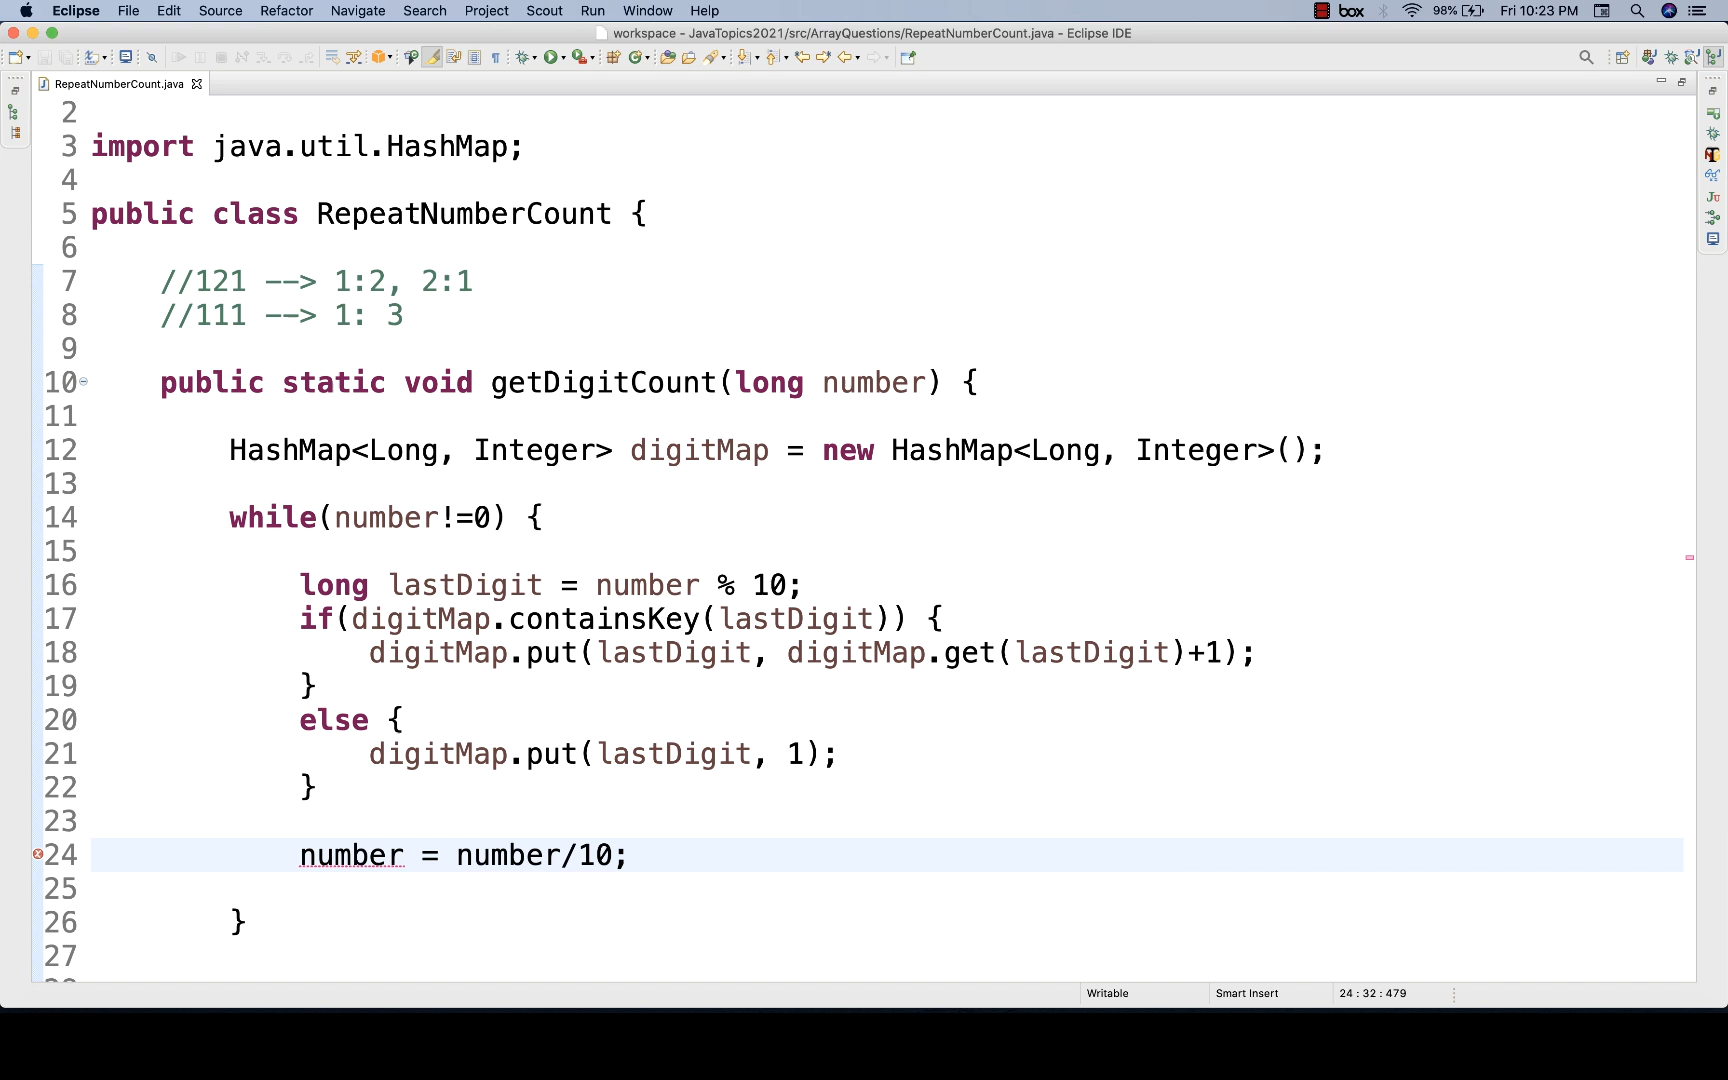 Eclipse File Edit Source Refactor Navigate Search Project Scout Run Window Help box 98% Fri 10:23 PM
workspace - JavaTopics2021/src/ArrayQuestions/RepeatNumberCount.java - Eclipse IDE
RepeatNumberCount.java
2
3 import java.util.HashMap;
4
5 public class RepeatNumberCount {
6
7 //121 --> 1:2, 2:1
8 //111 --> 1: 3
9
10 public static void getDigitCount(long number) {
11
12 HashMap<Long, Integer> digitMap = new HashMap<Long, Integer>();
13
14 while(number!=0) {
15
16 long lastDigit = number % 10;
17 if(digitMap.containsKey(lastDigit)) {
18 digitMap.put(lastDigit, digitMap.get(lastDigit)+1);
19 }
20 else {
21 digitMap.put(lastDigit, 1);
22 }
23
24 number = number/10;
25
26 }
27
Writable Smart Insert 24 : 32 : 479